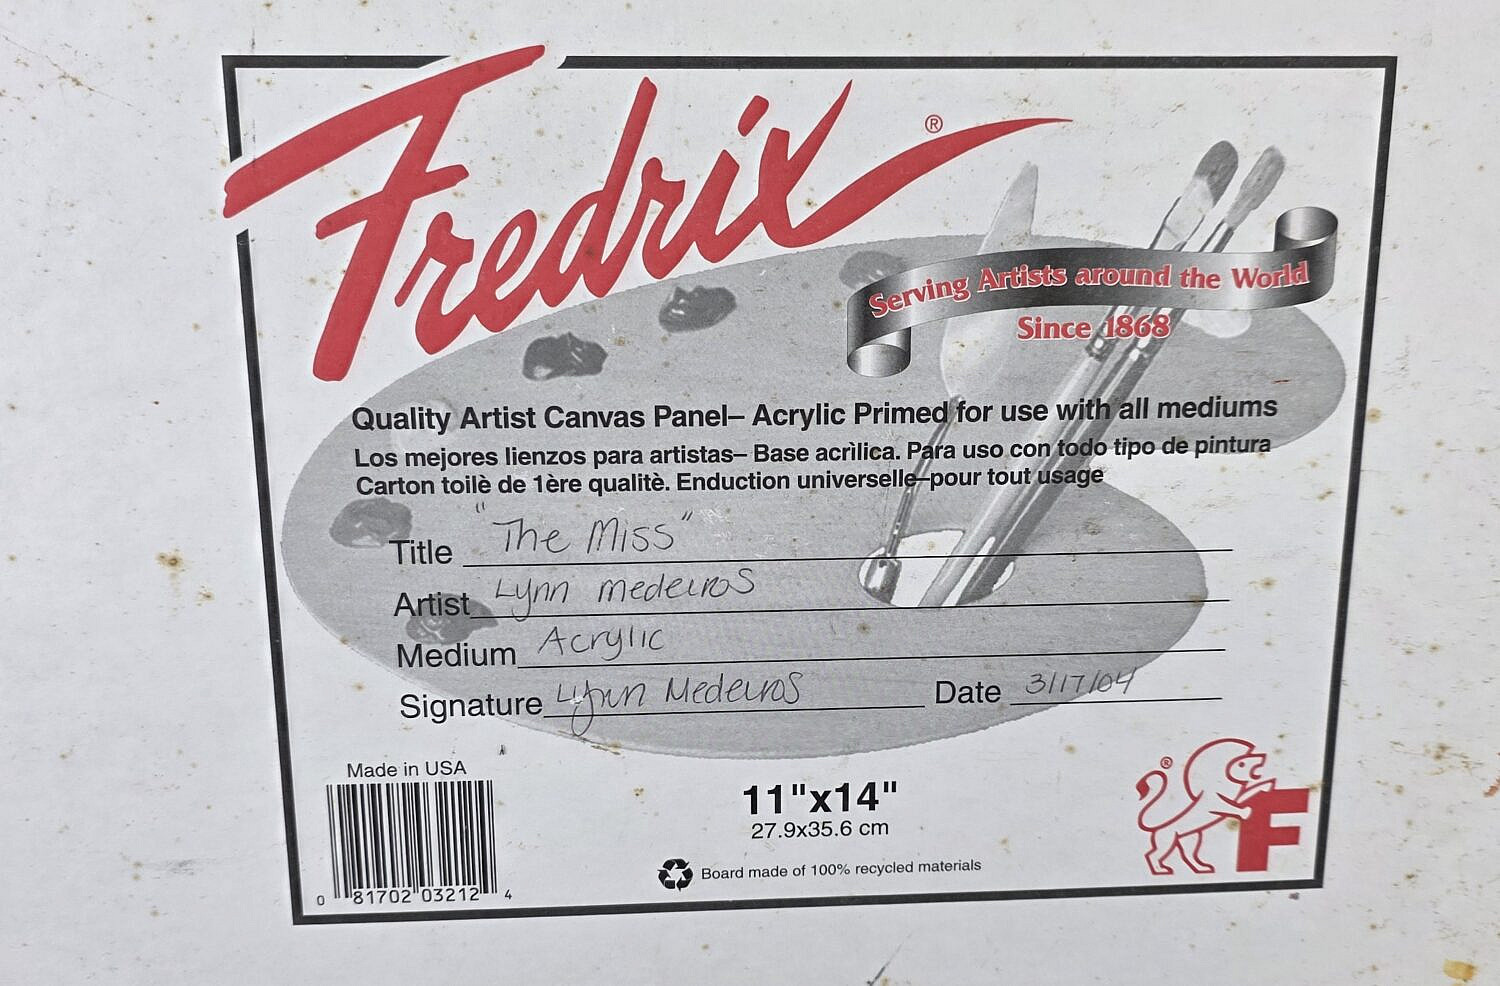 Fredrix®
Serving Artists around the World
Since 1868
Quality Artist Canvas Panel– Acrylic Primed for use with all mediums
Los mejores lienzos para artistas– Base acrìlica. Para uso con todo tipo de pintura
Carton toilè de 1ère qualitè. Enduction universelle–pour tout usage
Title "The Miss"
Artist Lynn medeiros
Medium Acrylic
Signature Lynn Medeiros Date 3/17/04
Made in USA
11"x14"
27.9x35.6 cm
Board made of 100% recycled materials
0 81702 03212 4
® F